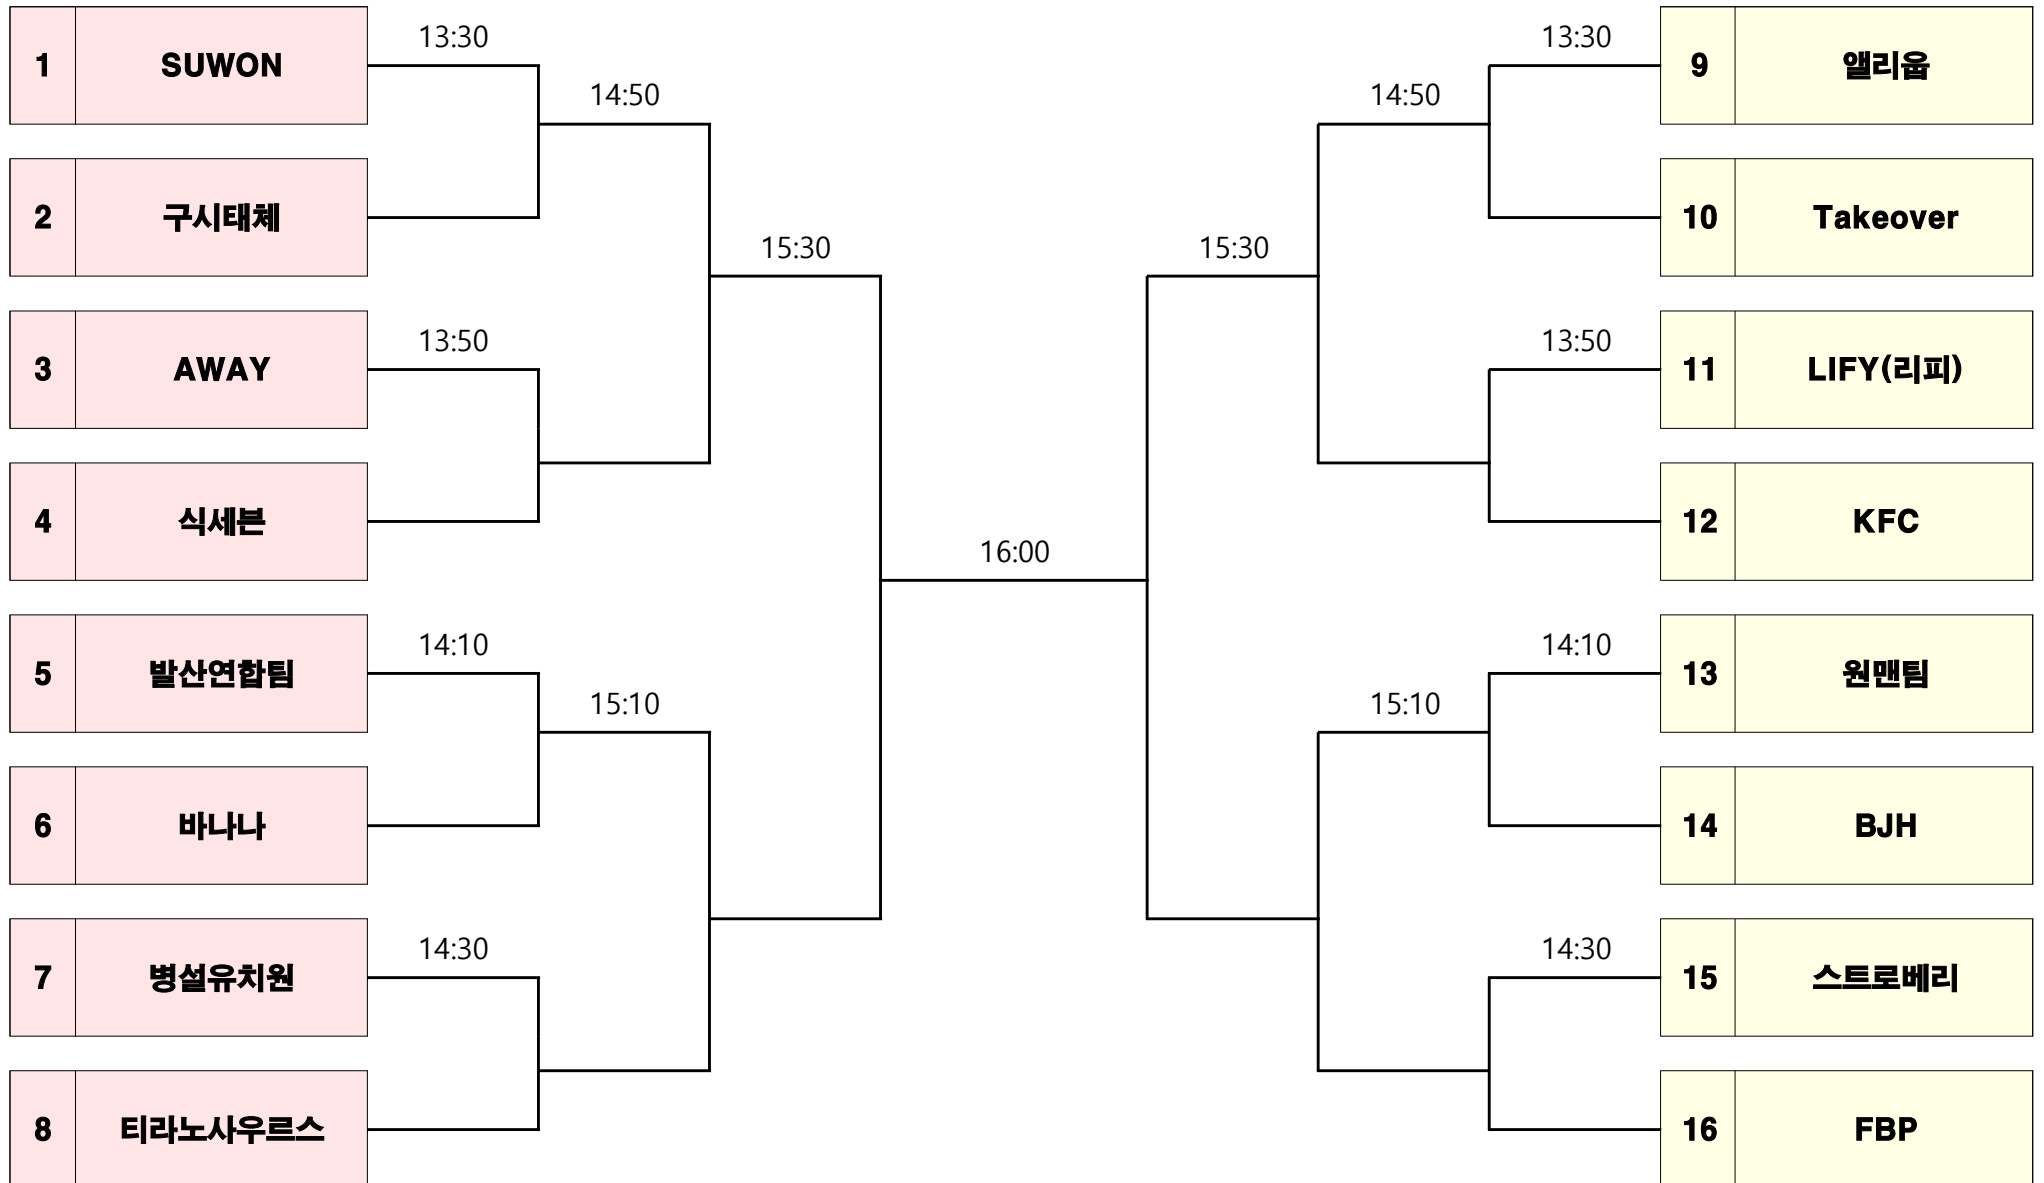 13:30
1 SUWON
14:50
2 구시태체
15:30
13:50
3 AWAY
4 식세븐
14:10
5 발산연합팀
15:10
6 바나나
14:30
7 병설유치원
8 티라노사우르스
16:00
13:30
9 앨리웁
14:50
10 Takeover
15:30
13:50
11 LIFY(리피)
12 KFC
14:10
13 원맨팀
15:10
14 BJH
14:30
15 스트로베리
16 FBP